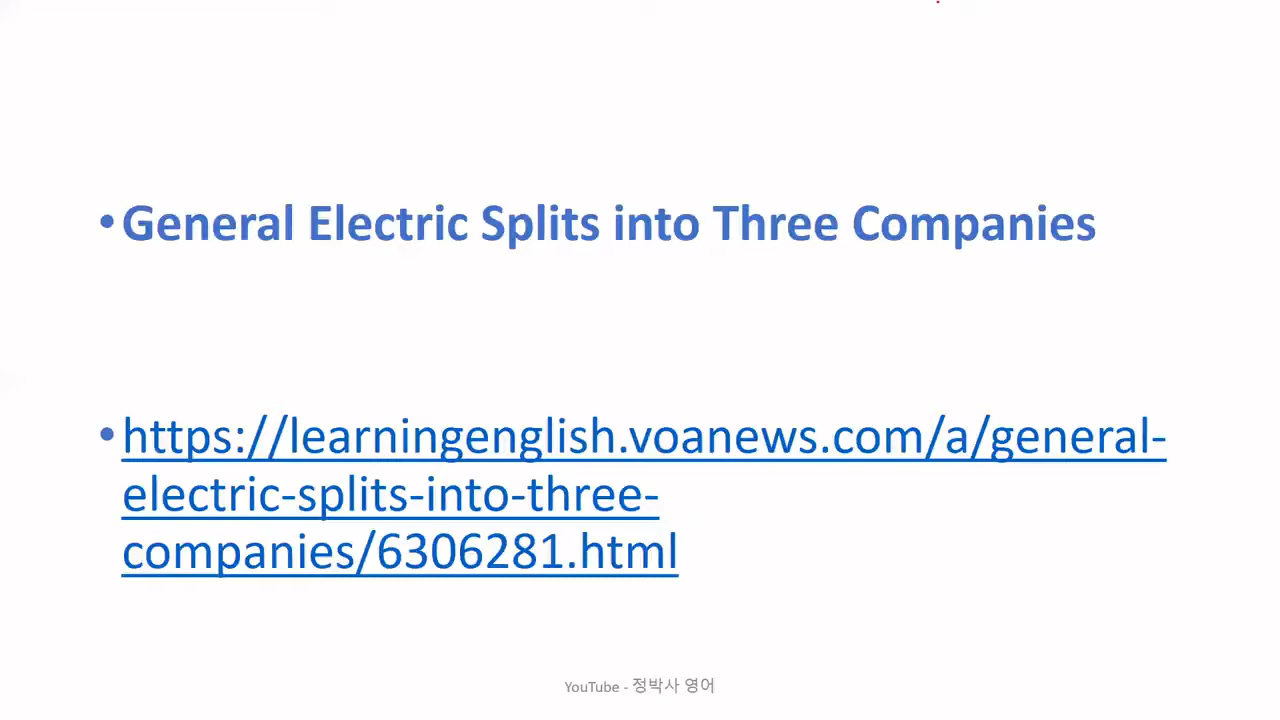 •General Electric Splits into Three Companies
•https://learningenglish.voanews.com/a/general-
electric-splits-into-three-
companies/6306281.html
YouTube - 정박사 영어